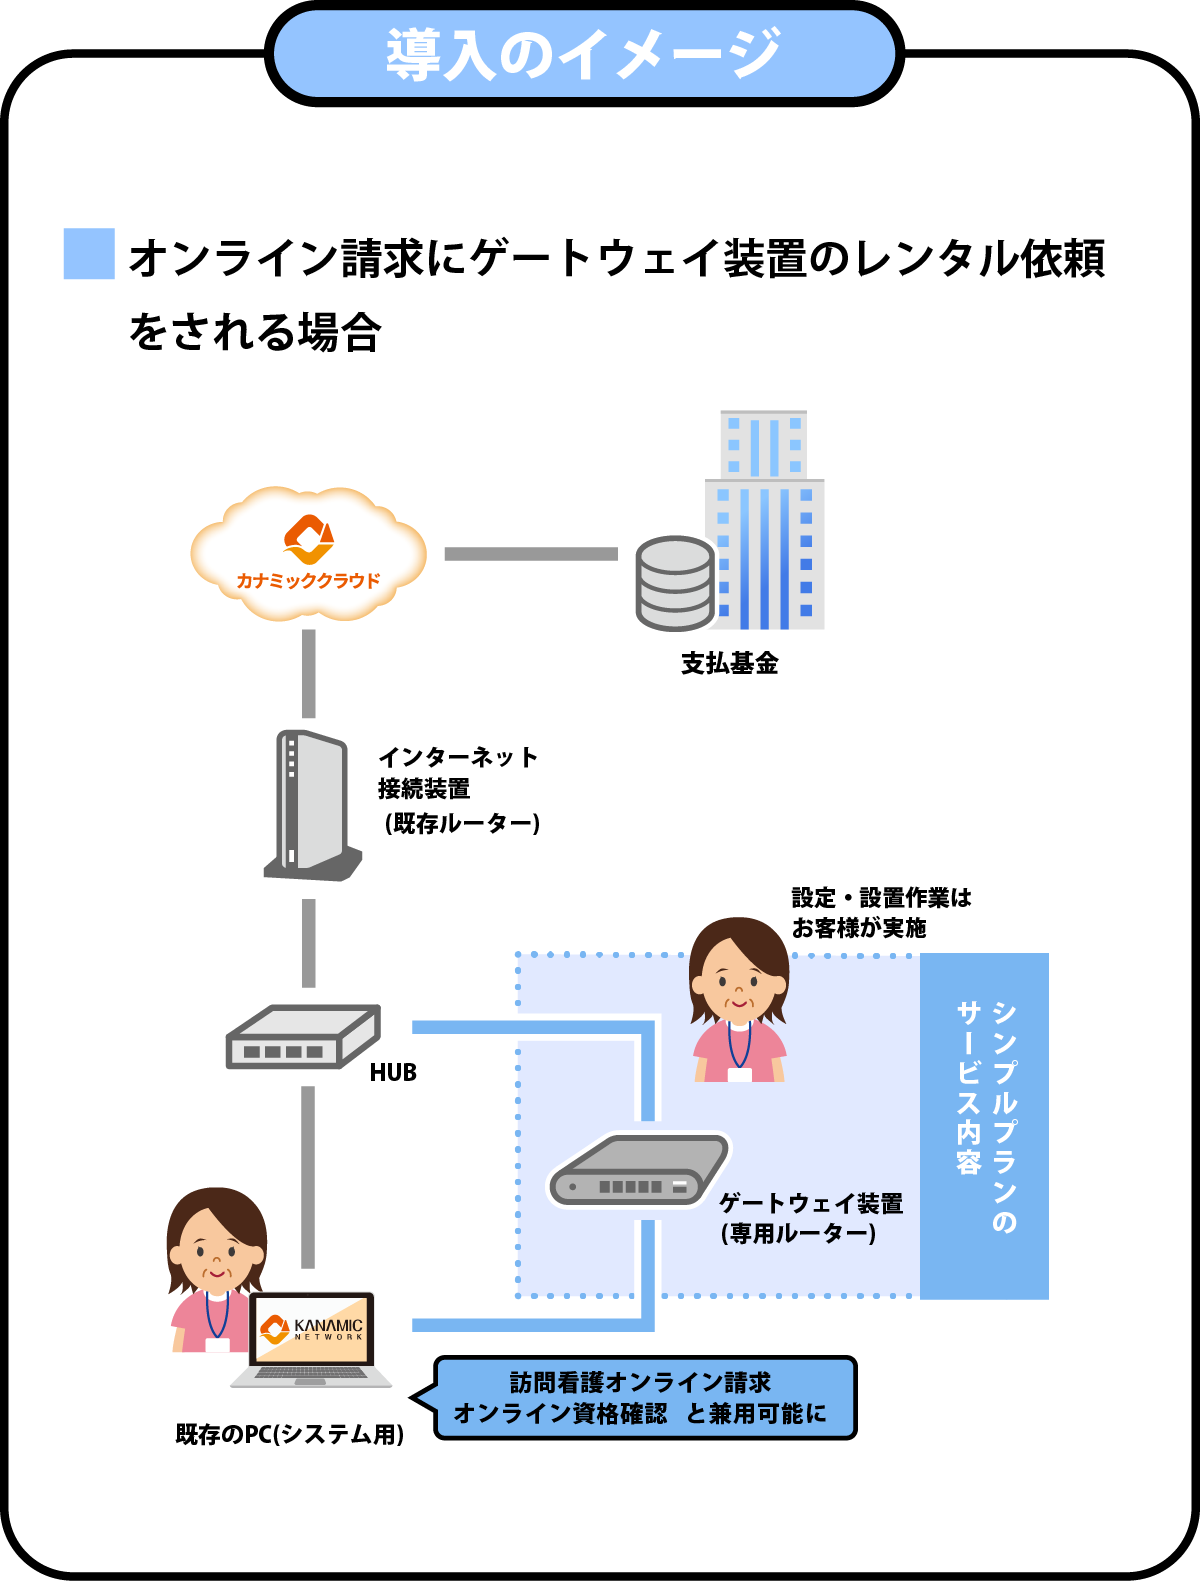 導入のイメージ
オンライン請求にゲートウェイ装置のレンタル依頼
をされる場合
カナミッククラウド
支払基金
インターネット
接続装置
(既存ルーター)
設定・設置作業は
お客様が実施
シンプルプランの
サービス内容
HUB
ゲートウェイ装置
(専用ルーター)
KANAMIC
NETWORK
訪問看護オンライン請求
オンライン資格確認 と兼用可能に
既存のPC(システム用)